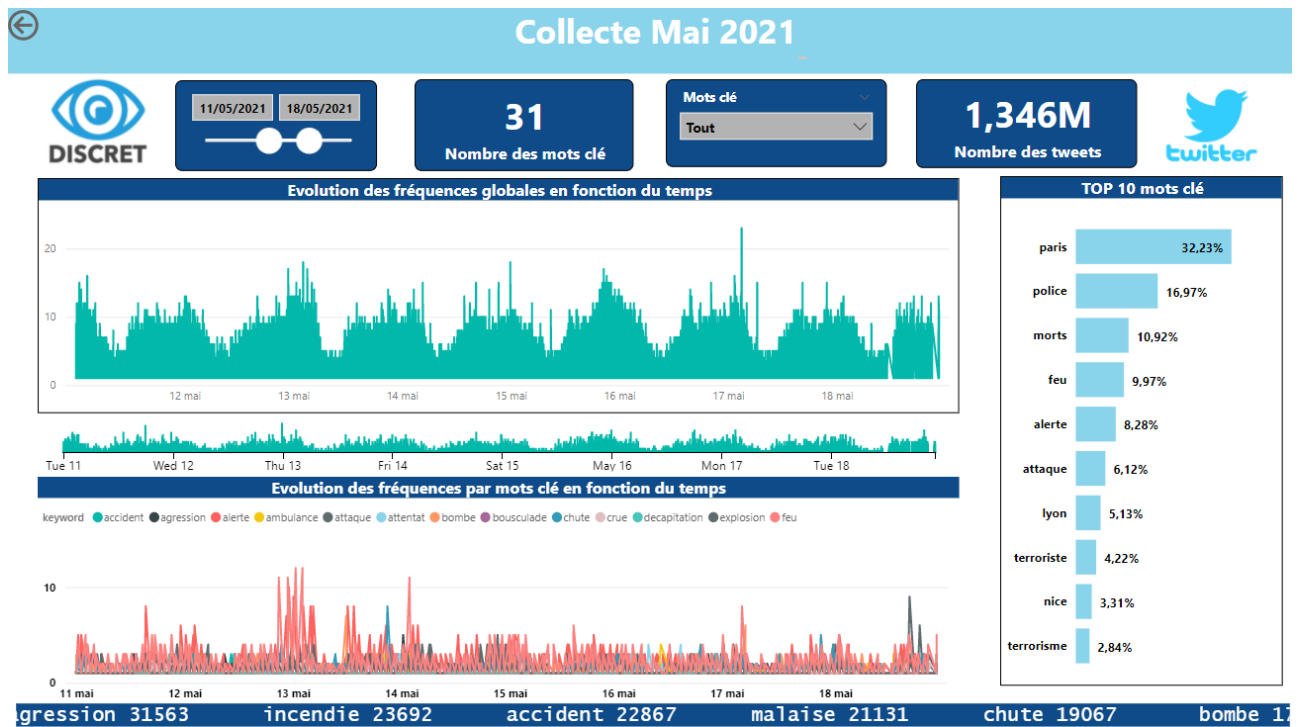 Collecte Mai 2021
DISCRET
11/05/2021 18/05/2021
31
Nombre des mots clé
Mots clé
Tout
1,346M
Nombre des tweets
twitter
Evolution des fréquences globales en fonction du temps
20
10
0
12 mai 13 mai 14 mai 15 mai 16 mai 17 mai 18 mai
Tue 11 Wed 12 Thu 13 Fri 14 Sat 15 May 16 Mon 17 Tue 18
Evolution des fréquences par mots clé en fonction du temps
keyword accident agression alerte ambulance attaque attentat bombe bousculade chute crue decapitation explosion feu
10
0
11 mai 12 mai 13 mai 14 mai 15 mai 16 mai 17 mai 18 mai
TOP 10 mots clé
paris 32,23%
police 16,97%
morts 10,92%
feu 9,97%
alerte 8,28%
attaque 6,12%
lyon 5,13%
terroriste 4,22%
nice 3,31%
terrorisme 2,84%
gression 31563 incendie 23692 accident 22867 malaise 21131 chute 19067 bombe